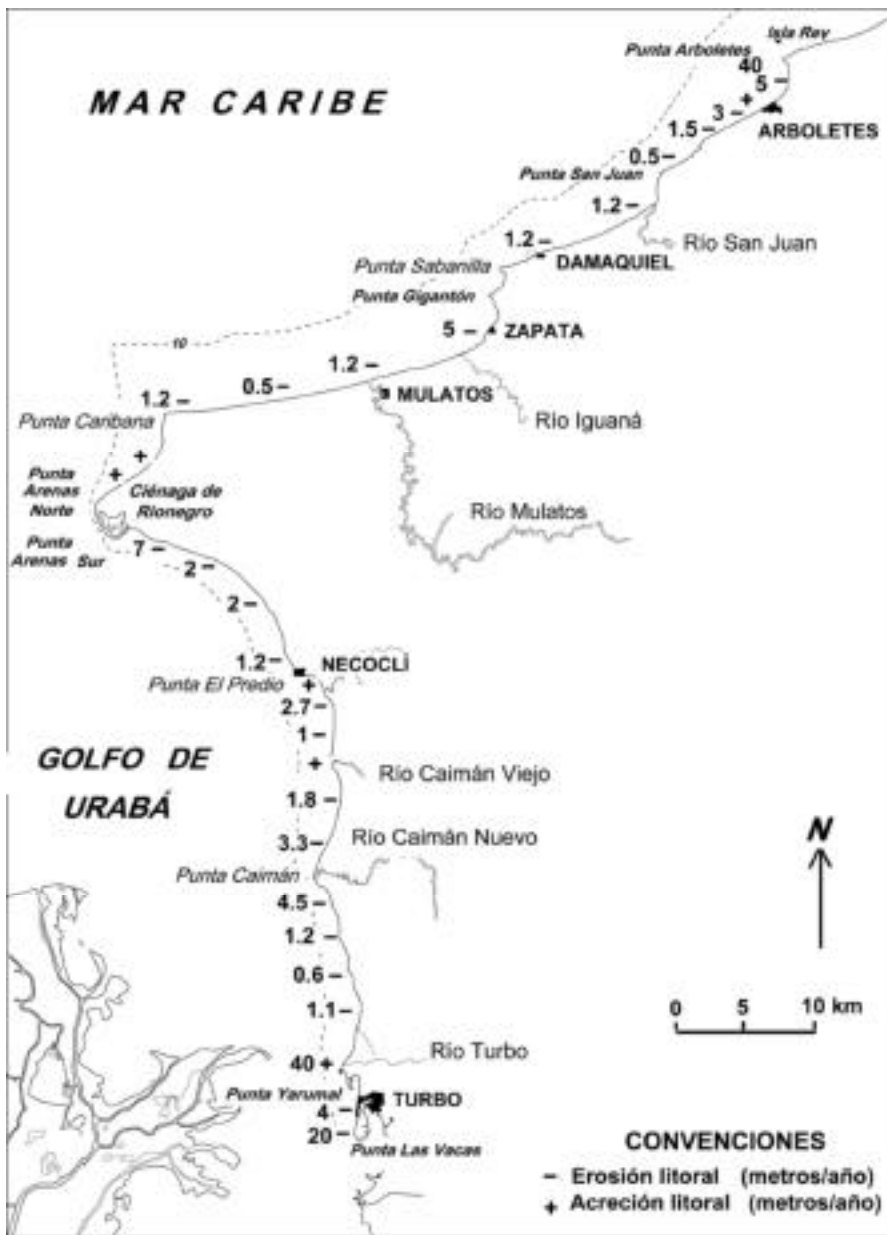 Isla Rey
Punta Arboletes
40
MAR CARIBE
5 –
+
3 –
ARBOLETES
1.5 –
0.5 –
Punta San Juan
1.2 –
Río San Juan
1.2 –
DAMAQUIEL
Punta Sabanilla
Punta Gigantón
5 –
ZAPATA
10
1.2 –
0.5 –
1.2 –
MULATOS
Punta Caribana
Río Iguaná
+
+
Punta
Arenas
Norte
Ciénaga de
Rionegro
Río Mulatos
Punta
Arenas Sur
7 –
2 –
2 –
1.2 –
NECOCLÍ
Punta El Predio
+
2.7 –
1 –
GOLFO DE
URABÁ
+
Río Caimán Viejo
1.8 –
3.3 –
Río Caimán Nuevo
N
Punta Caimán
4.5 –
1.2 –
0.6 –
1.1 –
0 5 10 km
Río Turbo
40 +
Punta Yarumal
TURBO
4 –
20 –
Punta Las Vacas
CONVENCIONES
– Erosión litoral (metros/año)
+ Acreción litoral (metros/año)